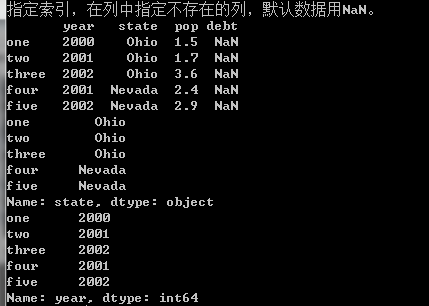 指定索引，在列中指定不存在的列，默认数据用NaN。
       year   state  pop debt
one    2000    Ohio  1.5  NaN
two    2001    Ohio  1.7  NaN
three  2002    Ohio  3.6  NaN
four   2001  Nevada  2.4  NaN
five   2002  Nevada  2.9  NaN
one        Ohio
two        Ohio
three      Ohio
four     Nevada
five     Nevada
Name: state, dtype: object
one      2000
two      2001
three    2002
four     2001
five     2002
Name: year, dtype: int64